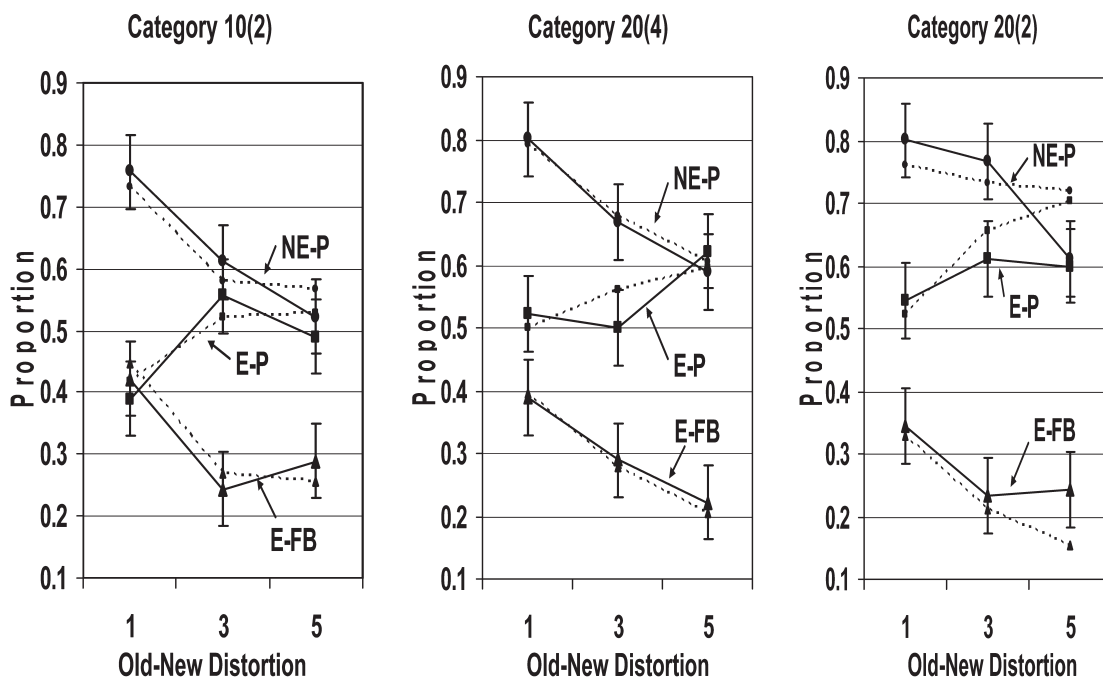 Category 10(2)
Category 20(4)
Category 20(2)
Proportion
0.9
0.8
0.7
0.6
0.5
0.4
0.3
0.2
0.1
NE-P
E-P
E-FB
1 3 5
Old-New Distortion
Proportion
0.9
0.8
0.7
0.6
0.5
0.4
0.3
0.2
0.1
NE-P
E-P
E-FB
1 3 5
Old-New Distortion
Proportion
0.9
0.8
0.7
0.6
0.5
0.4
0.3
0.2
0.1
NE-P
E-P
E-FB
1 3 5
Old-New Distortion